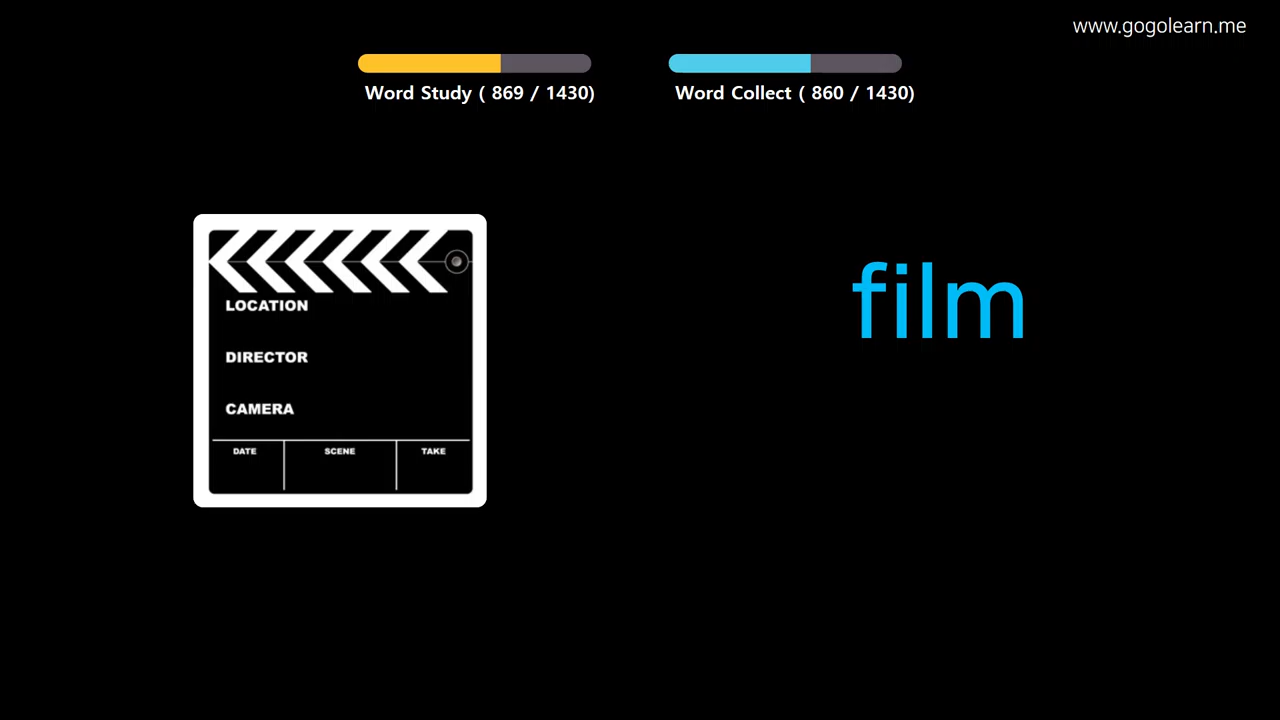 www.gogolearn.me
Word Study ( 869 / 1430)
Word Collect ( 860 / 1430)
LOCATION
DIRECTOR
CAMERA
DATE
SCENE
TAKE
film